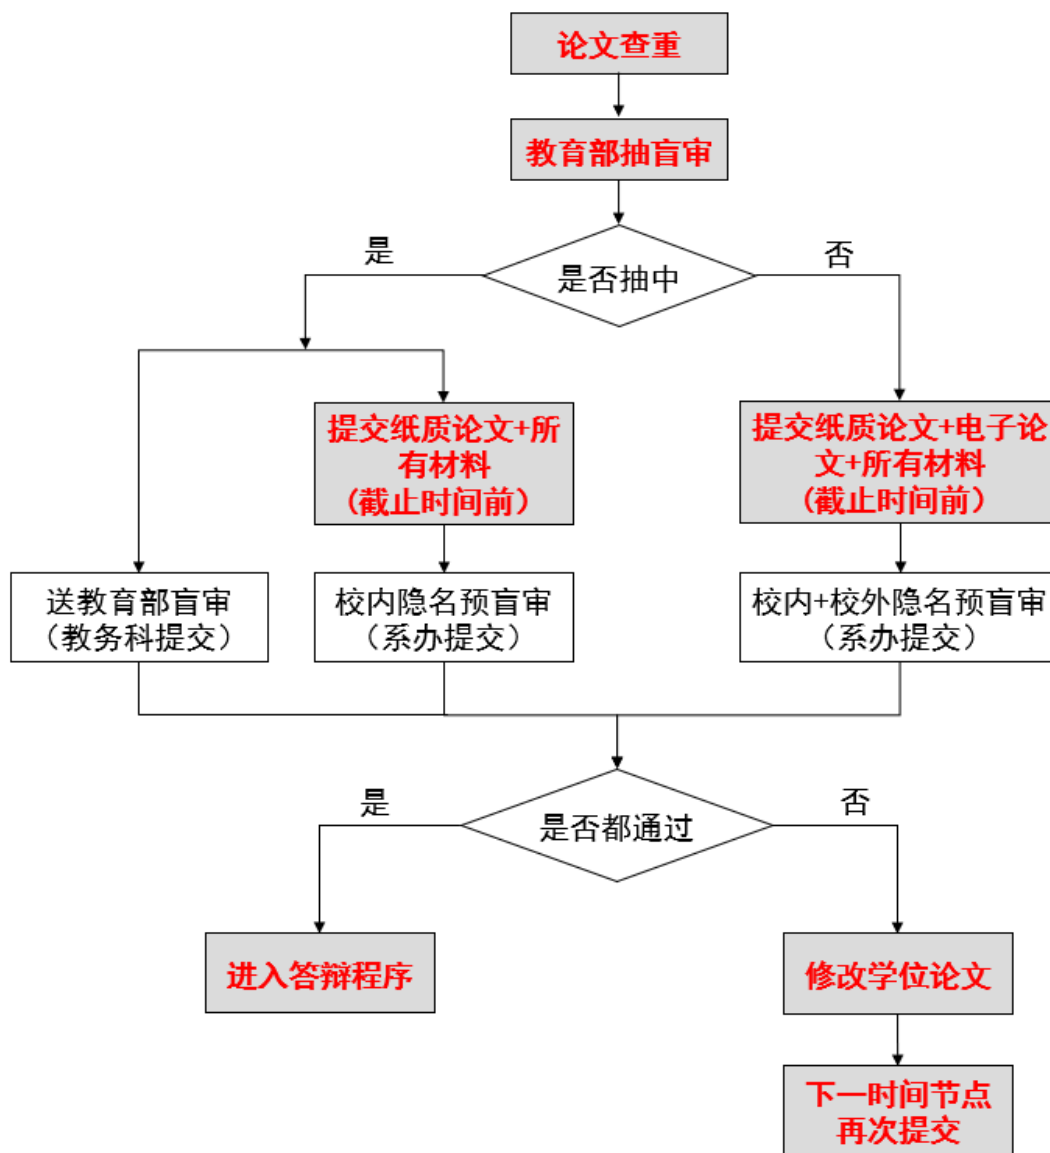 论文查重
教育部抽盲审
是
否
是否抽中
提交纸质论文+所
有材料
(截止时间前）
提交纸质论文+电子论
文+所有材料
(截止时间前）
送教育部盲审
（教务科提交）
校内隐名预盲审
（系办提交）
校内+校外隐名预盲审
（系办提交）
是
否
是否都通过
进入答辩程序
修改学位论文
下一时间节点
再次提交